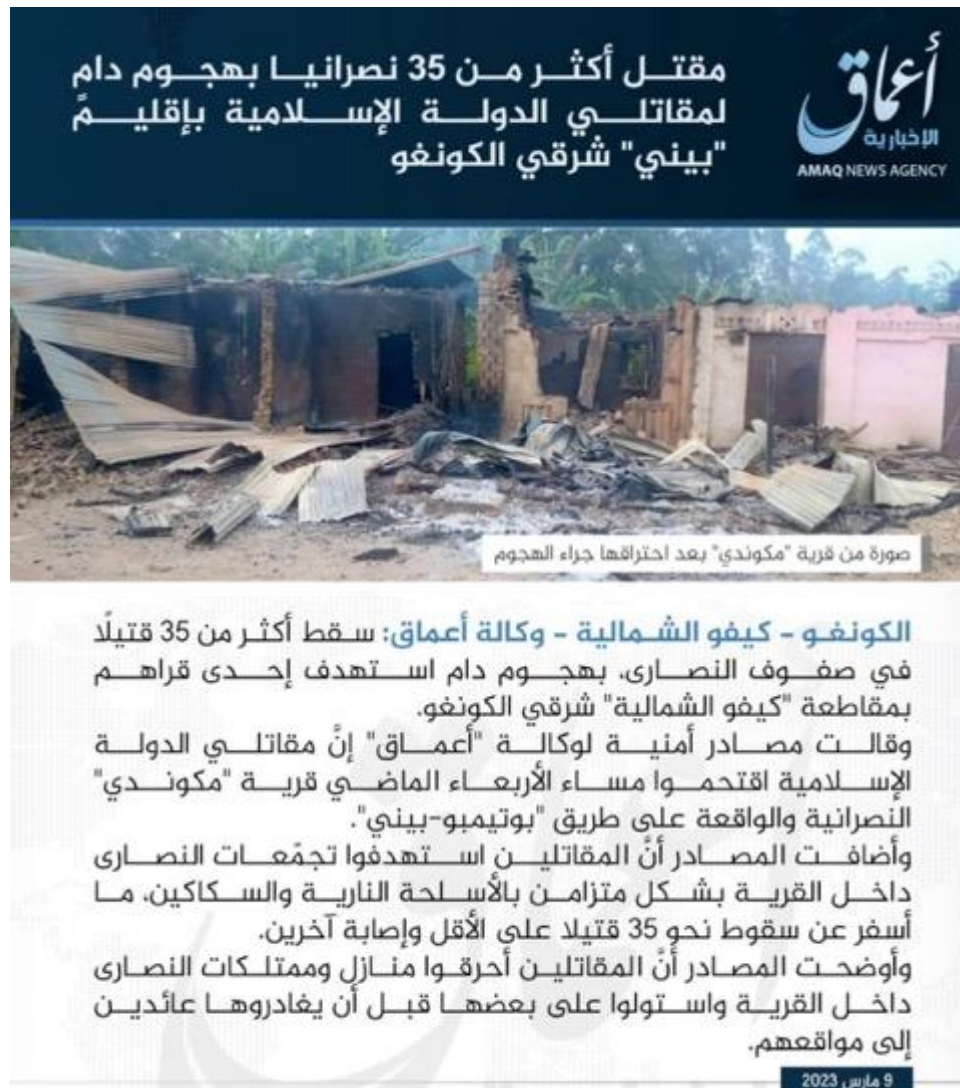 مقتل أكثر من 35 نصرانيا بهجوم دام
لمقاتلي الدولة الإسلامية بإقليمً
"بيني" شرقي الكونغو
أعماق
الإخبارية
AMAQ NEWS AGENCY
صورة من قرية "مكوندي" بعد احتراقها جراء الهجوم
الكونغو - كيفو الشمالية - وكالة أعماق: سقط أكثر من 35 قتيلًا
في صفوف النصارى، بهجوم دام استهدف إحدى قراهم
بمقاطعة "كيفو الشمالية" شرقي الكونغو.
وقالت مصادر أمنية لوكالة "أعماق" إنَّ مقاتلي الدولة
الإسلامية اقتحموا مساء الأربعاء الماضي قرية "مكوندي"
النصرانية والواقعة على طريق "بوتيمبو-بيني".
وأضافت المصادر أنَّ المقاتلين استهدفوا تجمّعات النصارى
داخل القرية بشكل متزامن بالأسلحة النارية والسكاكين، ما
أسفر عن سقوط نحو 35 قتيلا على الأقل وإصابة آخرين.
وأوضحت المصادر أنَّ المقاتلين أحرقوا منازل وممتلكات النصارى
داخل القرية واستولوا على بعضها قبل أن يغادروها عائدين
إلى مواقعهم.
9 مارس 2023